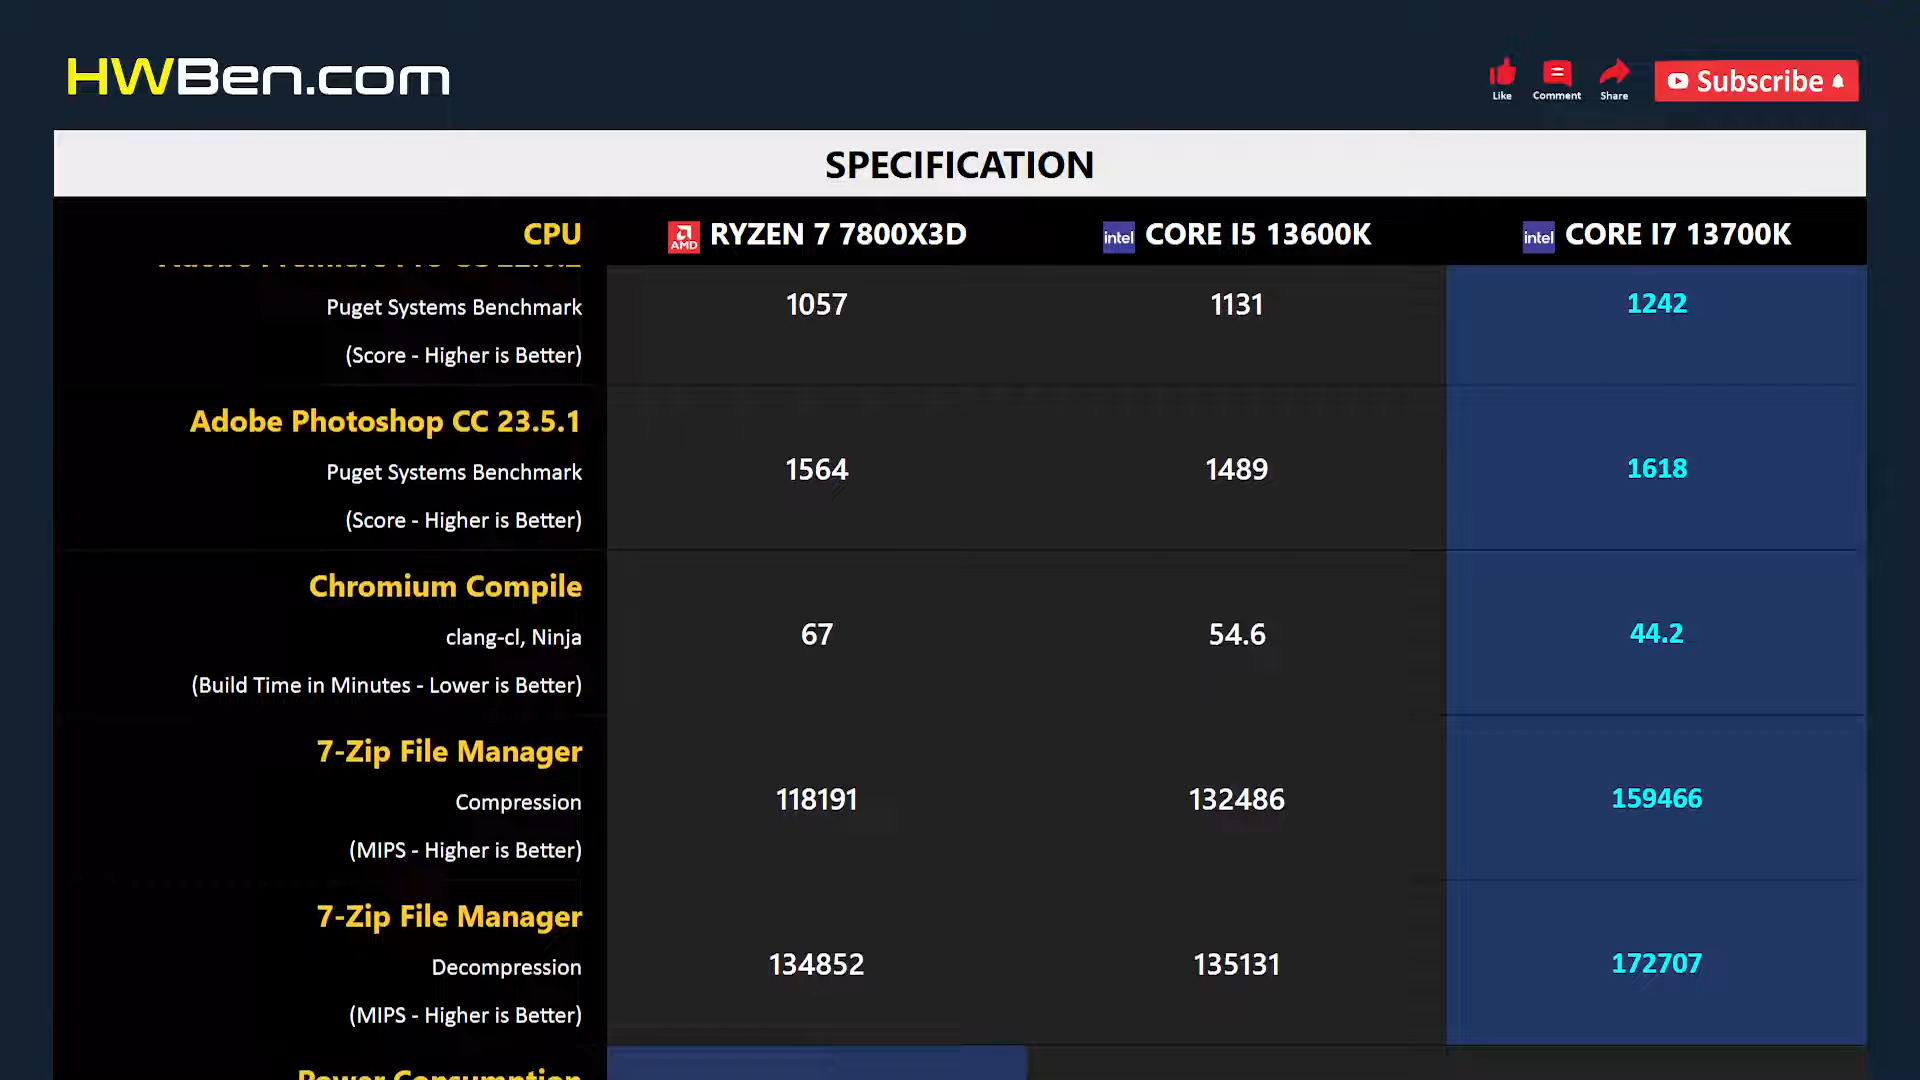 HWBen.com
Like
Comment
Share
Subscribe
SPECIFICATION
CPU
AMD RYZEN 7 7800X3D
intel CORE I5 13600K
intel CORE I7 13700K
Puget Systems Benchmark
(Score - Higher is Better)
1057
1131
1242
Adobe Photoshop CC 23.5.1
Puget Systems Benchmark
(Score - Higher is Better)
1564
1489
1618
Chromium Compile
clang-cl, Ninja
(Build Time in Minutes - Lower is Better)
67
54.6
44.2
7-Zip File Manager
Compression
(MIPS - Higher is Better)
118191
132486
159466
7-Zip File Manager
Decompression
(MIPS - Higher is Better)
134852
135131
172707
Power Consumption